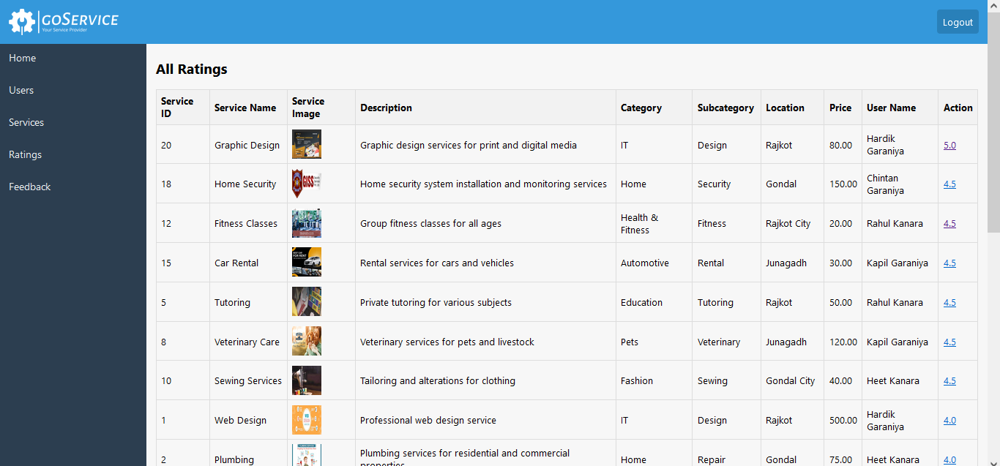 GOSERVICE
Your Service Provider
Logout
Home
Users
Services
Ratings
Feedback
All Ratings
Service ID Service Name Service Image Description Category Subcategory Location Price User Name Action
20 Graphic Design Graphic design services for print and digital media IT Design Rajkot 80.00 Hardik Garaniya 5.0
18 Home Security GISS Home security system installation and monitoring services Home Security Gondal 150.00 Chintan Garaniya 4.5
12 Fitness Classes Group fitness classes for all ages Health & Fitness Fitness Rajkot City 20.00 Rahul Kanara 4.5
15 Car Rental FOR RENT Rental services for cars and vehicles Automotive Rental Junagadh 30.00 Kapil Garaniya 4.5
5 Tutoring Private tutoring for various subjects Education Tutoring Rajkot 50.00 Rahul Kanara 4.5
8 Veterinary Care Veterinary services for pets and livestock Pets Veterinary Junagadh 120.00 Kapil Garaniya 4.5
10 Sewing Services Tailoring and alterations for clothing Fashion Sewing Gondal City 40.00 Heet Kanara 4.5
1 Web Design Professional web design service IT Design Rajkot 500.00 Hardik Garaniya 4.0
2 Plumbing Plumbing services for residential and commercial properties Home Repair Gondal 75.00 Heet Kanara 4.0